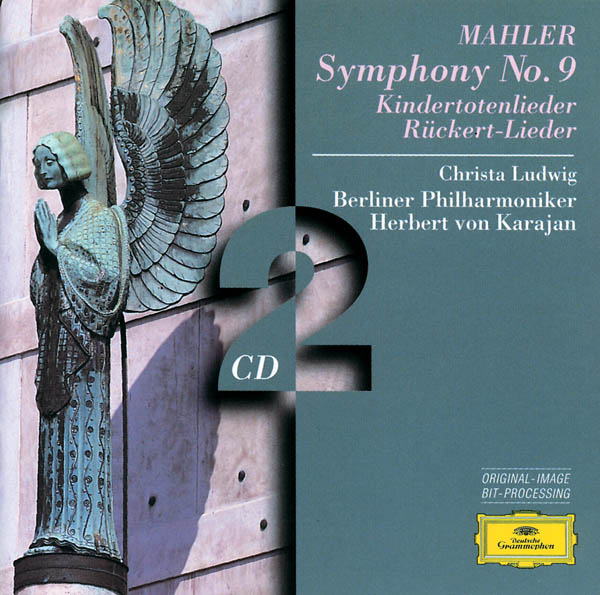 MAHLER
Symphony No. 9
Kindertotenlieder
Rückert-Lieder
Christa Ludwig
Berliner Philharmoniker
Herbert von Karajan
2
CD
ORIGINAL-IMAGE
BIT-PROCESSING
Deutsche
Grammophon